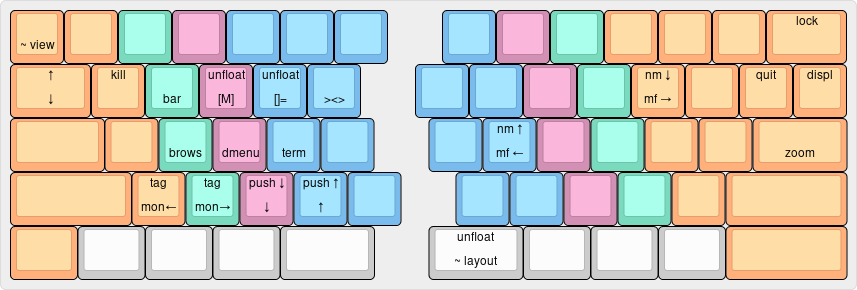 lock
~ view
↑ kill unfloat unfloat nm ↓ quit displ
↓ bar [M] []= ><> mf →
nm ↑
brows dmenu term mf ← zoom
tag tag push ↓ push ↑
mon← mon→ ↓ ↑
unfloat
~ layout